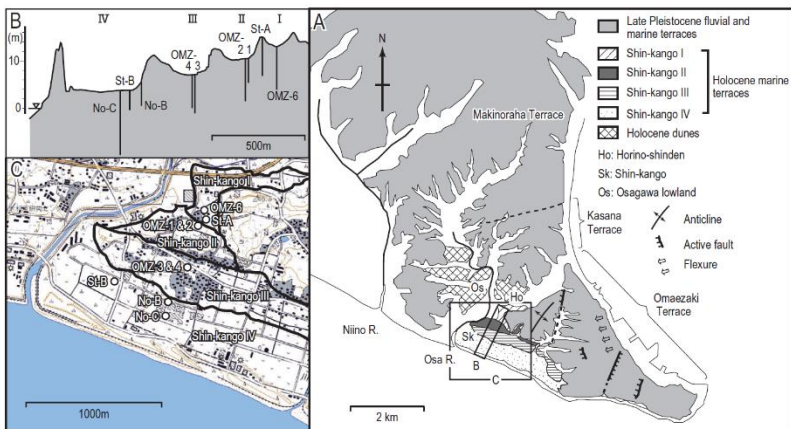 B
IV
III
II
I
(m)
10
0
St-A
OMZ-
2
1
OMZ-
4
3
St-B
No-C
No-B
OMZ-6
500m
C
Shin-kango I
OMZ-6
St-A
OMZ-1 & 2
Shin-kango II
OMZ-3 & 4
St-B
Shin-kango III
No-B
No-C
Shin-kango IV
1000m
A
N
Makinoraha Terrace
Os
Ho
Niino R.
Sk
Osa R.
B
C
2 km
Late Pleistocene fluvial and
marine terraces
Shin-kango I
Shin-kango II
Shin-kango III
Shin-kango IV
Holocene marine
terraces
Holocene dunes
Ho: Horino-shinden
Sk: Shin-kango
Os: Osagawa lowland
Kasana
Terrace
Anticline
Active fault
Flexure
Omaezaki
Terrace